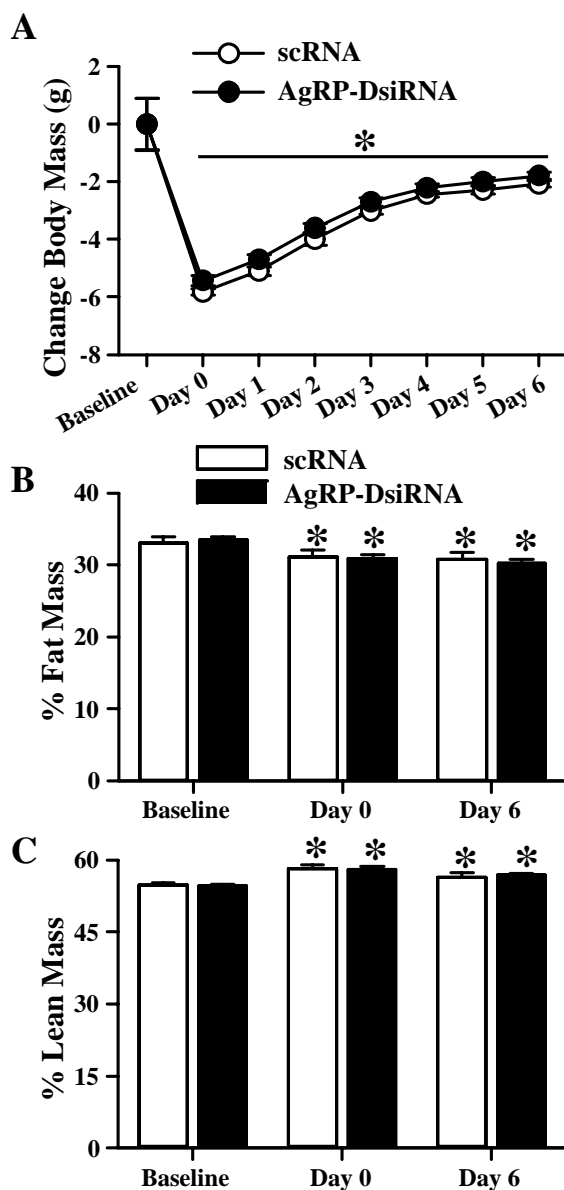 A
scRNA
AgRP-DsiRNA
Change Body Mass (g)
2
0
-2
-4
-6
-8
*
Baseline
Day 0
Day 1
Day 2
Day 3
Day 4
Day 5
Day 6
B
scRNA
AgRP-DsiRNA
% Fat Mass
40
30
20
10
0
* * * *
Baseline Day 0 Day 6
C
% Lean Mass
60
45
30
15
0
* * * *
Baseline Day 0 Day 6